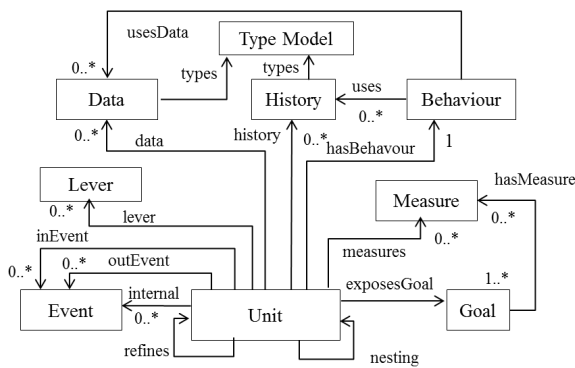 usesData
Type Model
0..*
types
types
uses
Data
History
Behaviour
0..*
0..*
history
0..*
1
data
hasBehavour
hasMeasure
Lever
Measure
0..*
lever
0..*
0..*
inEvent
measures
outEvent
0..*
0..*
exposesGoal
1..*
internal
Event
0..*
Unit
Goal
refines
nesting